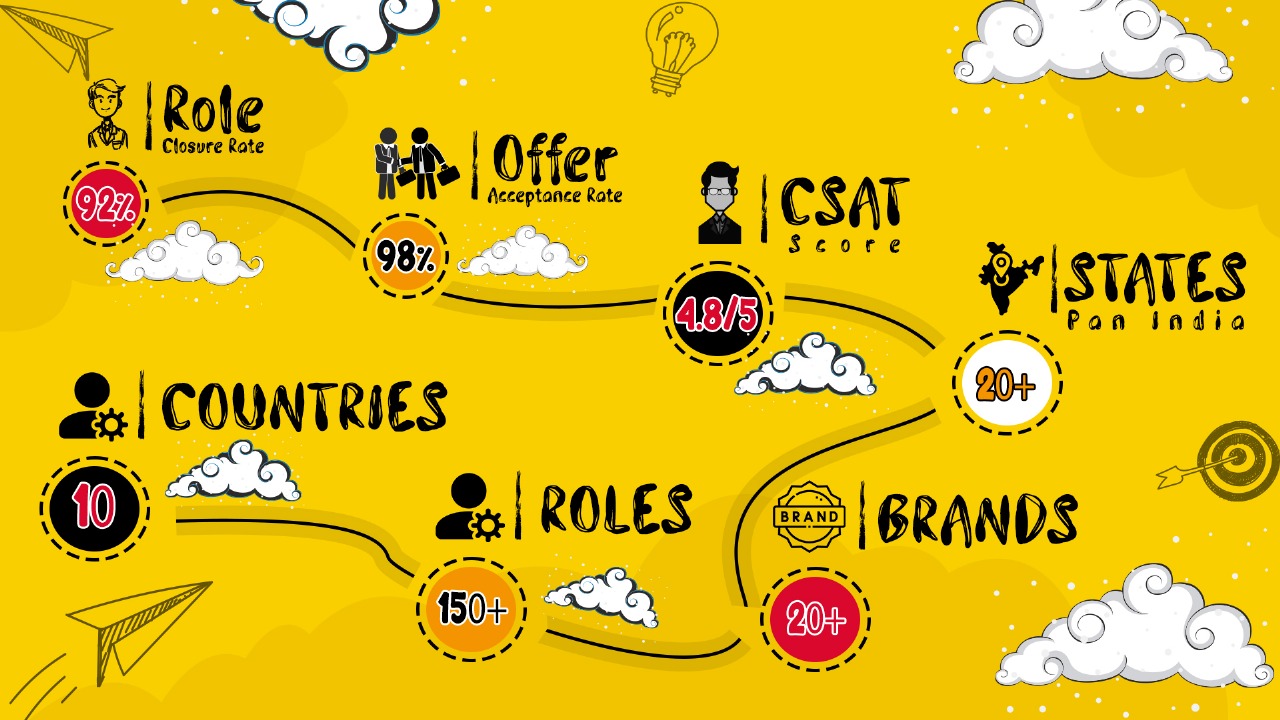 Role
Closure Rate
92%
Offer
Acceptance Rate
98%
CSAT
Score
4.8/5
STATES
Pan India
20+
COUNTRIES
10
ROLES
150+
BRAND
BRANDS
20+